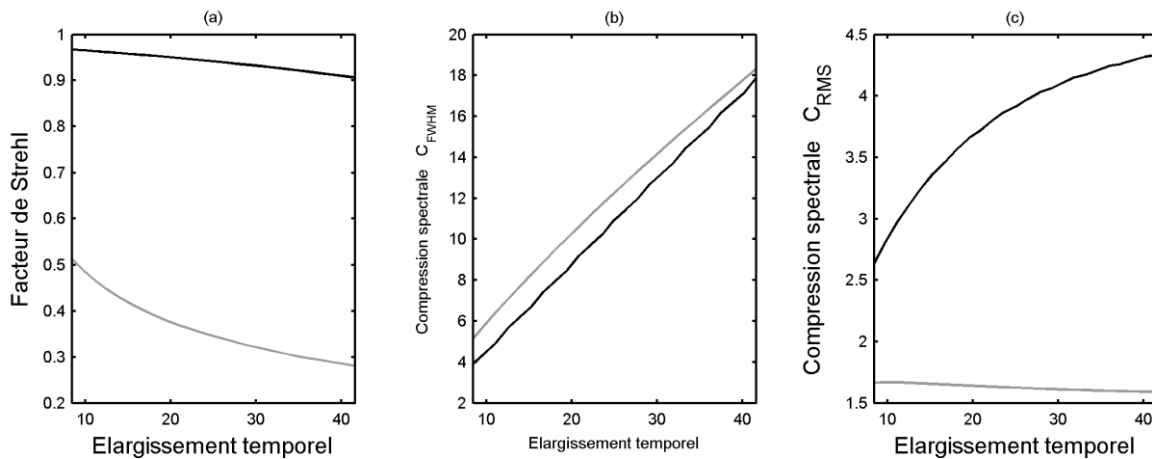 (a)
Facteur de Strehl
1
0.9
0.8
0.7
0.6
0.5
0.4
0.3
0.2
10 20 30 40
Elargissement temporel
(b)
Compression spectrale C_FWHM
20
18
16
14
12
10
8
6
4
2
10 20 30 40
Elargissement temporel
(c)
Compression spectrale C_RMS
4.5
4
3.5
3
2.5
2
1.5
10 20 30 40
Elargissement temporel